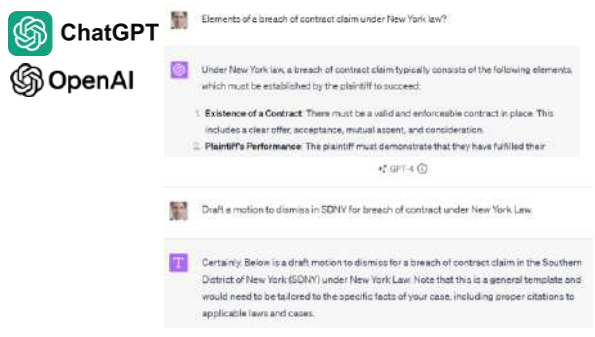 ChatGPT
OpenAI
Elements of a breach of contract claim under New York law?
Under New York law, a breach of contract claim typically consists of the following elements,
which must be established by the plaintiff to succeed:
1. Existence of a Contract: There must be a valid and enforceable contract in place. This
includes a clear offer, acceptance, mutual assent, and consideration.
2. Plaintiff's Performance: The plaintiff must demonstrate that they have fulfilled their
GPT-4
Draft a motion to dismiss in SDNY for breach of contract under New York Law.
T
Certainly. Below is a draft motion to dismiss for a breach of contract claim in the Southern
District of New York (SDNY) under New York Law. Note that this is a general template and
would need to be tailored to the specific facts of your case, including proper citations to
applicable laws and cases.